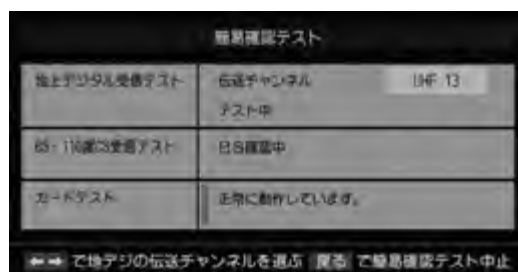 簡易確認テスト
地上デジタル受信テスト
伝送チャンネル UHF 13
テスト中
BS・110度CS受信テスト
BS確認中
カードテスト
正常に動作しています。
で地デジの伝送チャンネルを選ぶ 戻る で簡易確認テスト中止